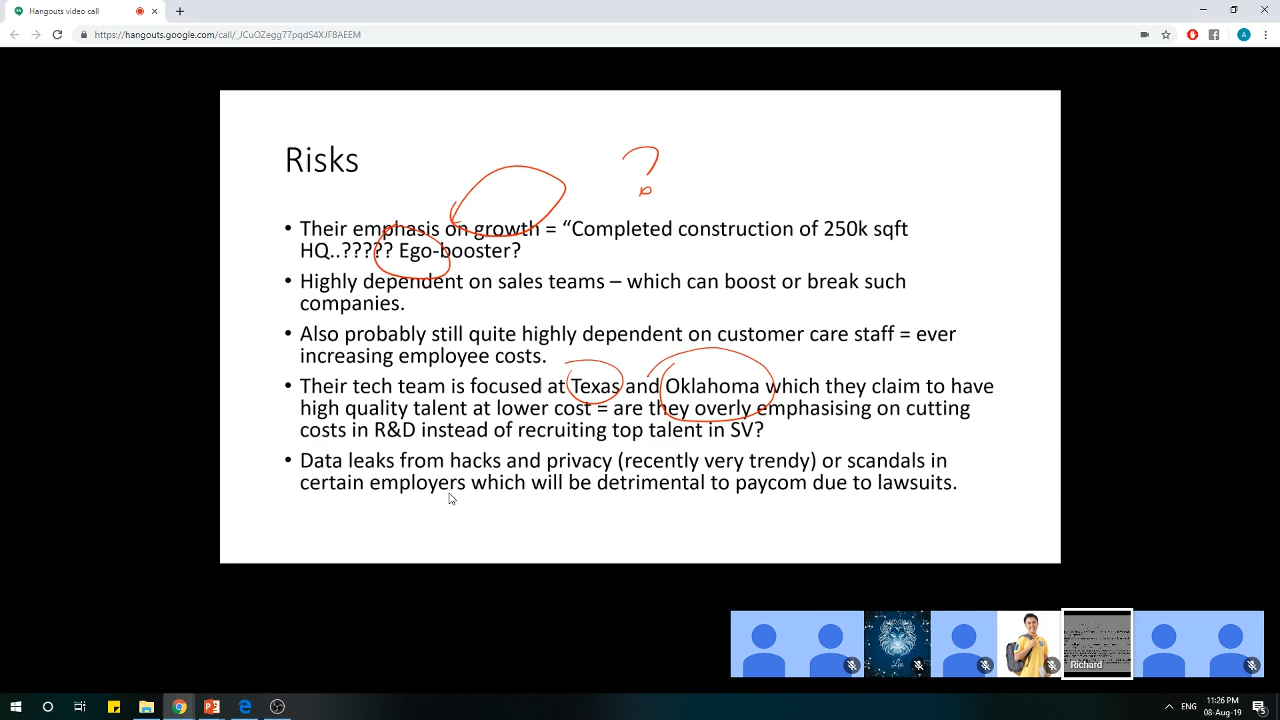 Hangouts video call
https://hangouts.google.com/call/_JCuOZegg77pqdS4XJF8AEEM
A
Risks
?
• Their emphasis on growth = “Completed construction of 250k sqft
HQ..????? Ego-booster?
• Highly dependent on sales teams – which can boost or break such
companies.
• Also probably still quite highly dependent on customer care staff = ever
increasing employee costs.
• Their tech team is focused at Texas and Oklahoma which they claim to have
high quality talent at lower cost = are they overly emphasising on cutting
costs in R&D instead of recruiting top talent in SV?
• Data leaks from hacks and privacy (recently very trendy) or scandals in
certain employers which will be detrimental to paycom due to lawsuits.
Leo
Richard
ENG
11:26 PM
08-Aug-19
5